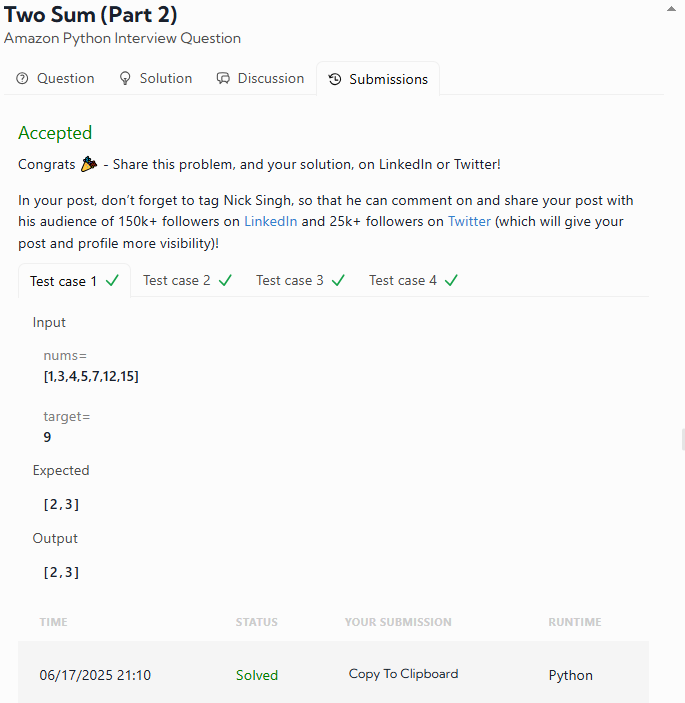 Two Sum (Part 2)
Amazon Python Interview Question
Question Solution Discussion Submissions
Accepted
Congrats 🎉 - Share this problem, and your solution, on LinkedIn or Twitter!
In your post, don't forget to tag Nick Singh, so that he can comment on and share your post with
his audience of 150k+ followers on LinkedIn and 25k+ followers on Twitter (which will give your
post and profile more visibility)!
Test case 1 ✓ Test case 2 ✓ Test case 3 ✓ Test case 4 ✓
Input
nums=
[1,3,4,5,7,12,15]
target=
9
Expected
[2,3]
Output
[2,3]
TIME STATUS YOUR SUBMISSION RUNTIME
06/17/2025 21:10 Solved Copy To Clipboard Python